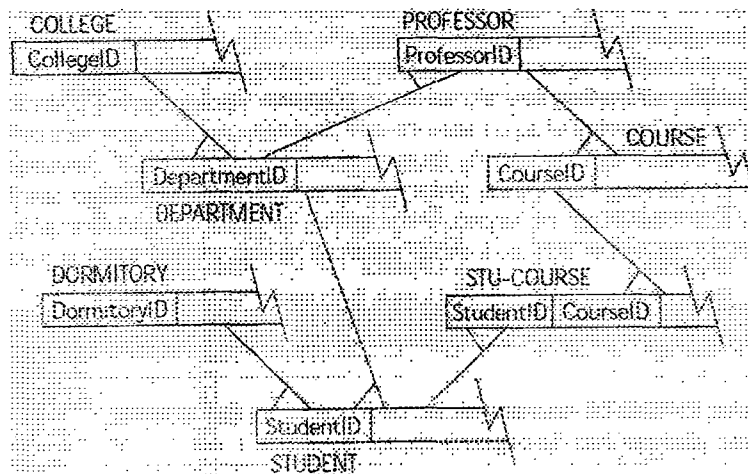 COLLEGE
CollegeID
PROFESSOR
ProfessorID
COURSE
CourseID
DepartmentID
DEPARTMENT
DORMITORY
DormitoryID
STU-COURSE
StudentID CourseID
StudentID
STUDENT